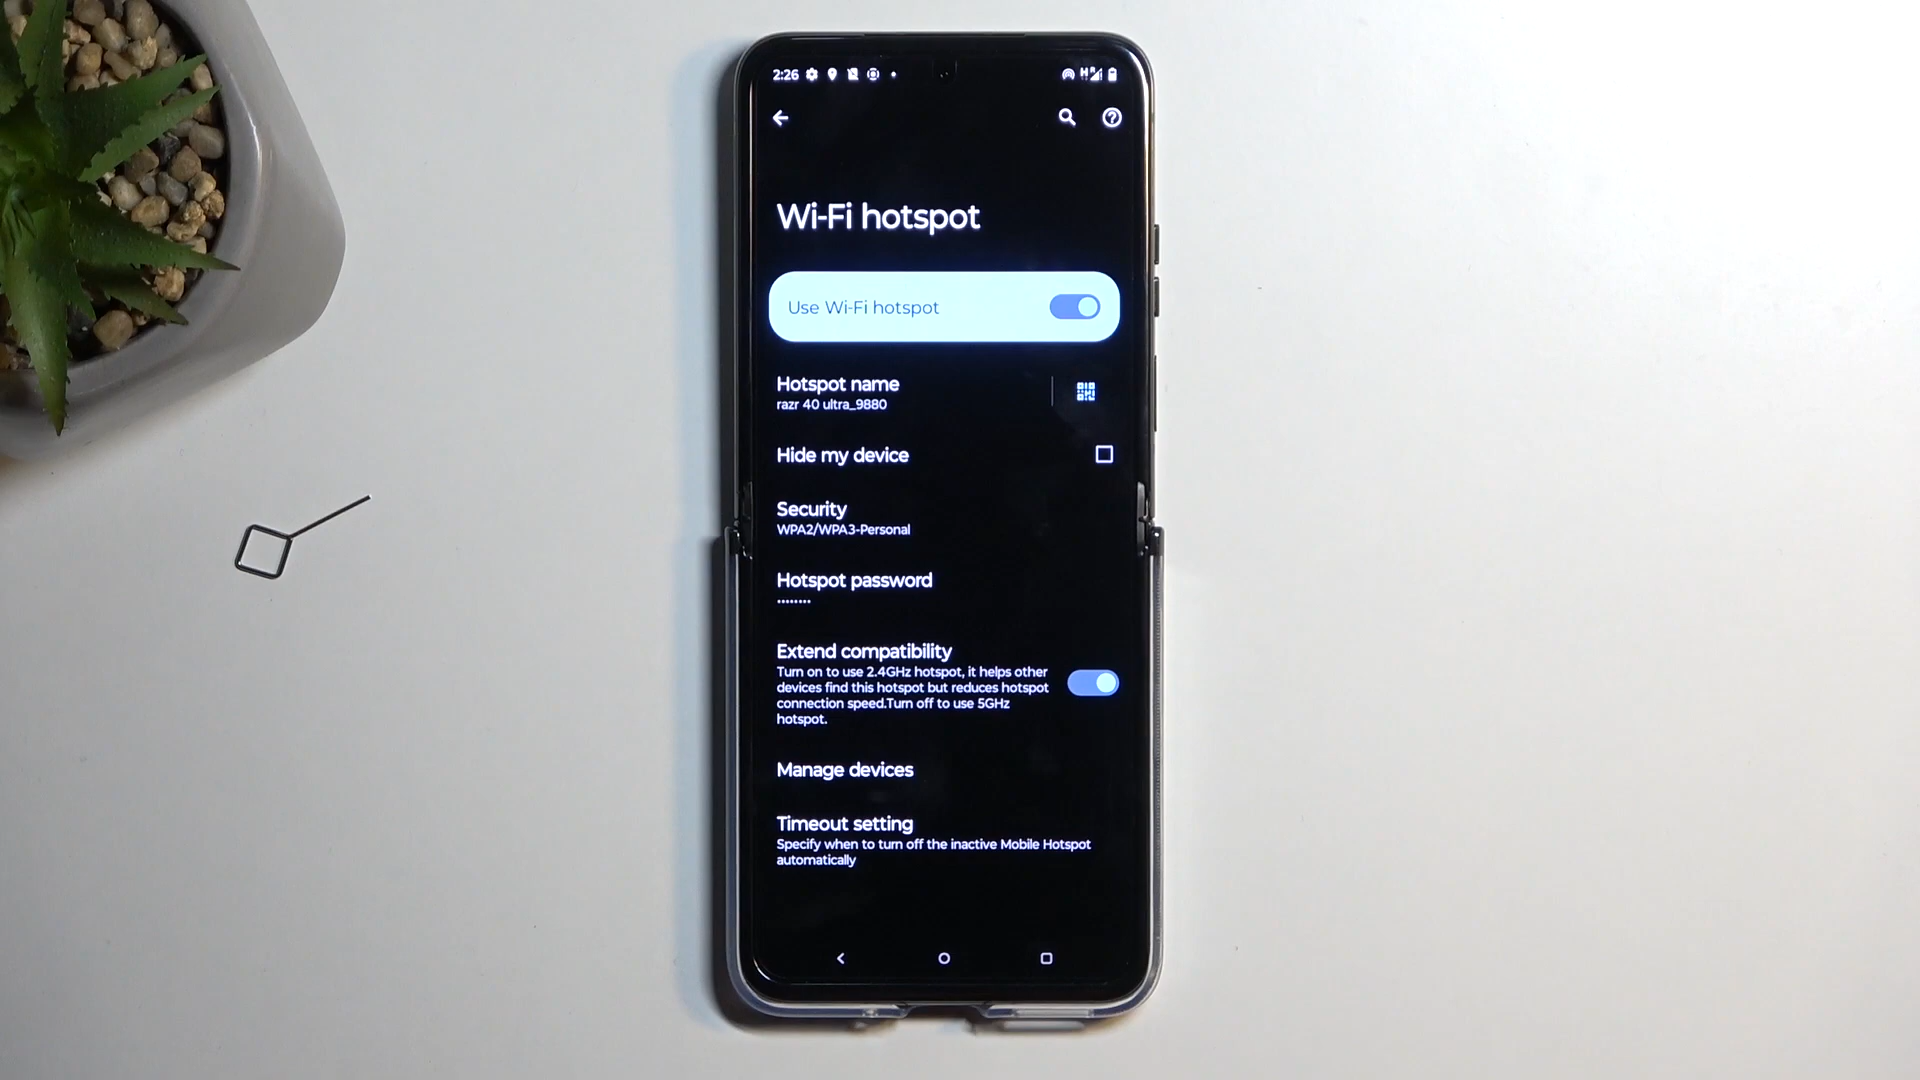 2:26
Wi-Fi hotspot
Use Wi-Fi hotspot
Hotspot name
razr 40 ultra_9880
Hide my device
Security
WPA2/WPA3-Personal
Hotspot password
••••••••
Extend compatibility
Turn on to use 2.4GHz hotspot, it helps other
devices find this hotspot but reduces hotspot
connection speed.Turn off to use 5GHz
hotspot.
Manage devices
Timeout setting
Specify when to turn off the inactive Mobile Hotspot
automatically